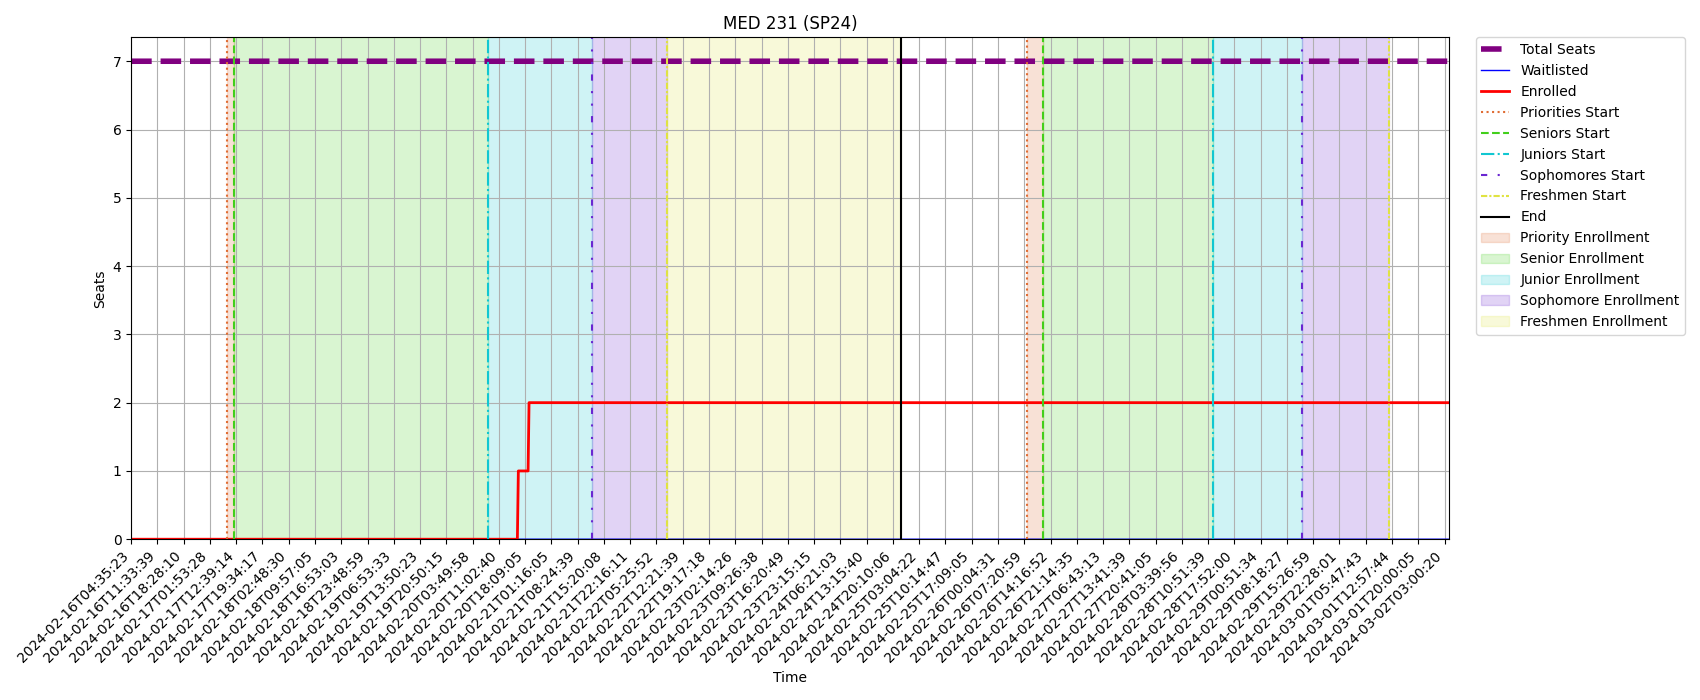 MED 231 (SP24)
7
6
5
4
3
2
1
0
Seats
2024-02-16T04:35:23
2024-02-16T11:33:39
2024-02-16T18:28:10
2024-02-17T01:53:28
2024-02-17T12:39:14
2024-02-17T19:34:17
2024-02-18T02:48:30
2024-02-18T09:57:05
2024-02-18T16:53:03
2024-02-18T23:48:59
2024-02-19T06:53:33
2024-02-19T13:50:23
2024-02-19T20:50:15
2024-02-20T03:49:58
2024-02-20T11:02:40
2024-02-20T18:09:05
2024-02-21T01:16:05
2024-02-21T08:24:39
2024-02-21T15:20:08
2024-02-21T22:16:11
2024-02-22T05:25:52
2024-02-22T12:21:39
2024-02-22T19:17:18
2024-02-23T02:14:26
2024-02-23T09:26:38
2024-02-23T16:20:49
2024-02-23T23:15:15
2024-02-24T06:21:03
2024-02-24T13:15:40
2024-02-24T20:10:06
2024-02-25T03:04:22
2024-02-25T10:14:47
2024-02-25T17:09:05
2024-02-26T00:04:31
2024-02-26T07:20:59
2024-02-26T14:16:52
2024-02-26T21:14:35
2024-02-27T06:43:13
2024-02-27T13:41:39
2024-02-27T20:41:05
2024-02-28T03:39:56
2024-02-28T10:51:39
2024-02-28T17:52:00
2024-02-29T00:51:34
2024-02-29T08:18:27
2024-02-29T15:26:59
2024-02-29T22:28:01
2024-03-01T05:47:43
2024-03-01T12:57:44
2024-03-01T20:00:05
2024-03-02T03:00:20
Time
Total Seats
Waitlisted
Enrolled
Priorities Start
Seniors Start
Juniors Start
Sophomores Start
Freshmen Start
End
Priority Enrollment
Senior Enrollment
Junior Enrollment
Sophomore Enrollment
Freshmen Enrollment